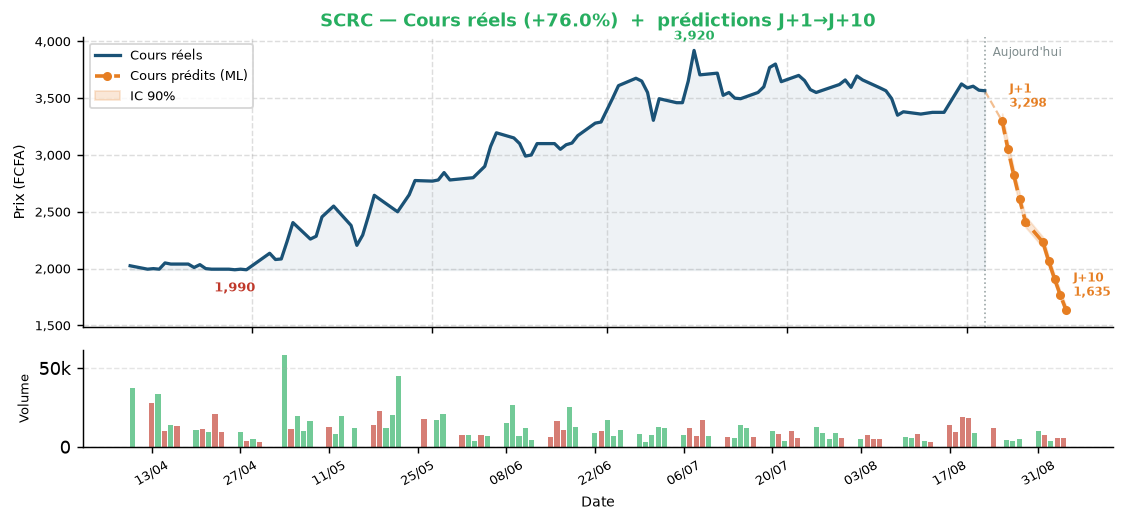 SCRC — Cours réels (+76.0%)  +  prédictions J+1→J+10
3,920
4,000
3,500
3,000
2,500
2,000
1,500
Prix (FCFA)
Cours réels
Cours prédits (ML)
IC 90%
Aujourd'hui
J+1
3,298
1,990
J+10
1,635
50k
0
Volume
13/04
27/04
11/05
25/05
08/06
22/06
06/07
20/07
03/08
17/08
31/08
Date